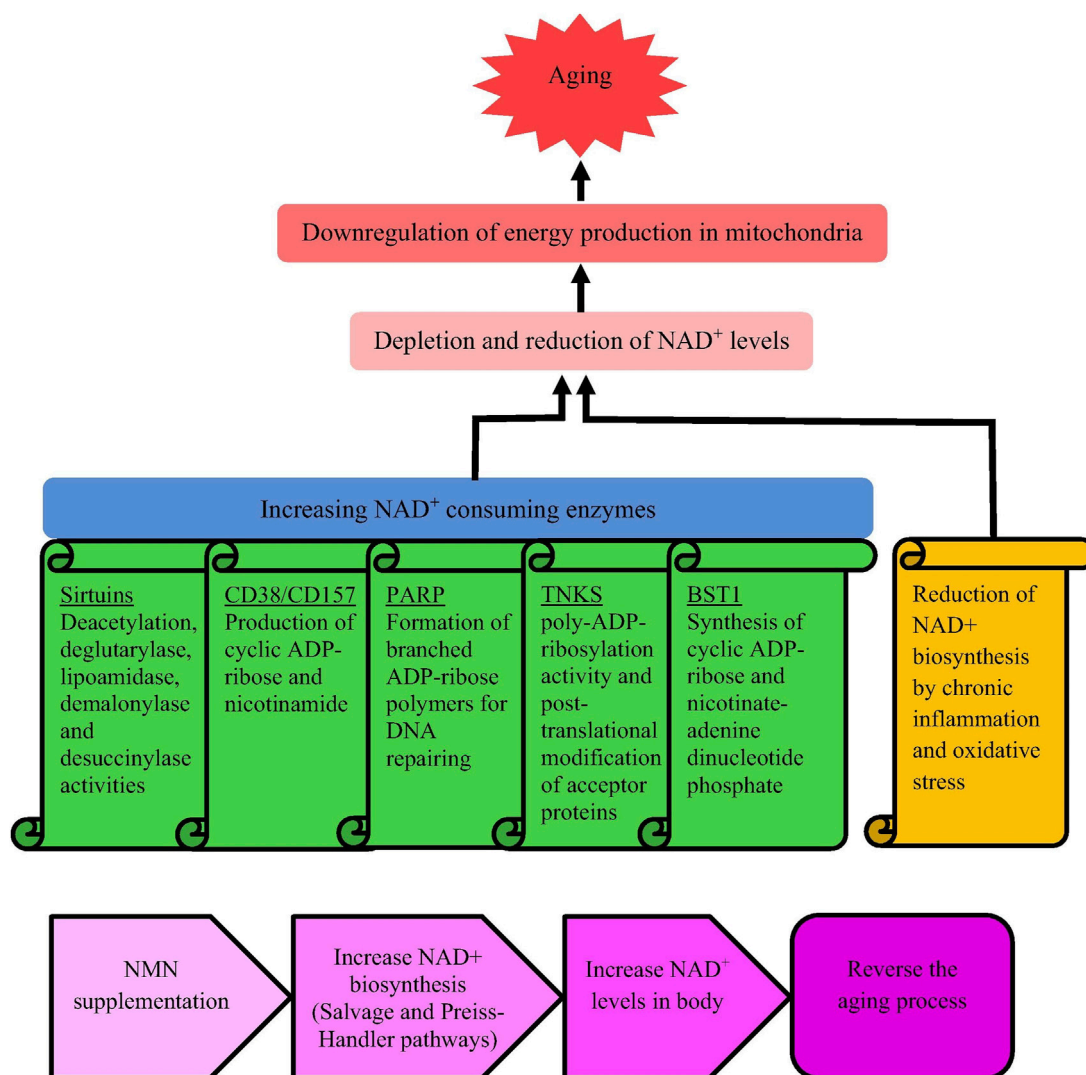 Aging
Downregulation of energy production in mitochondria
Depletion and reduction of NAD⁺ levels
Increasing NAD⁺ consuming enzymes
Sirtuins
Deacetylation,
deglutarylase,
lipoamidase,
demalonylase
and
desuccinylase
activities
CD38/CD157
Production of
cyclic ADP-
ribose and
nicotinamide
PARP
Formation of
branched
ADP-ribose
polymers for
DNA
repairing
TNKS
poly-ADP-
ribosylation
activity and
post-
translational
modification
of acceptor
proteins
BST1
Synthesis of
cyclic ADP-
ribose and
nicotinate-
adenine
dinucleotide
phosphate
Reduction of
NAD+
biosynthesis
by chronic
inflammation
and oxidative
stress
NMN
supplementation
Increase NAD+
biosynthesis
(Salvage and Preiss-
Handler pathways)
Increase NAD⁺
levels in body
Reverse the
aging process